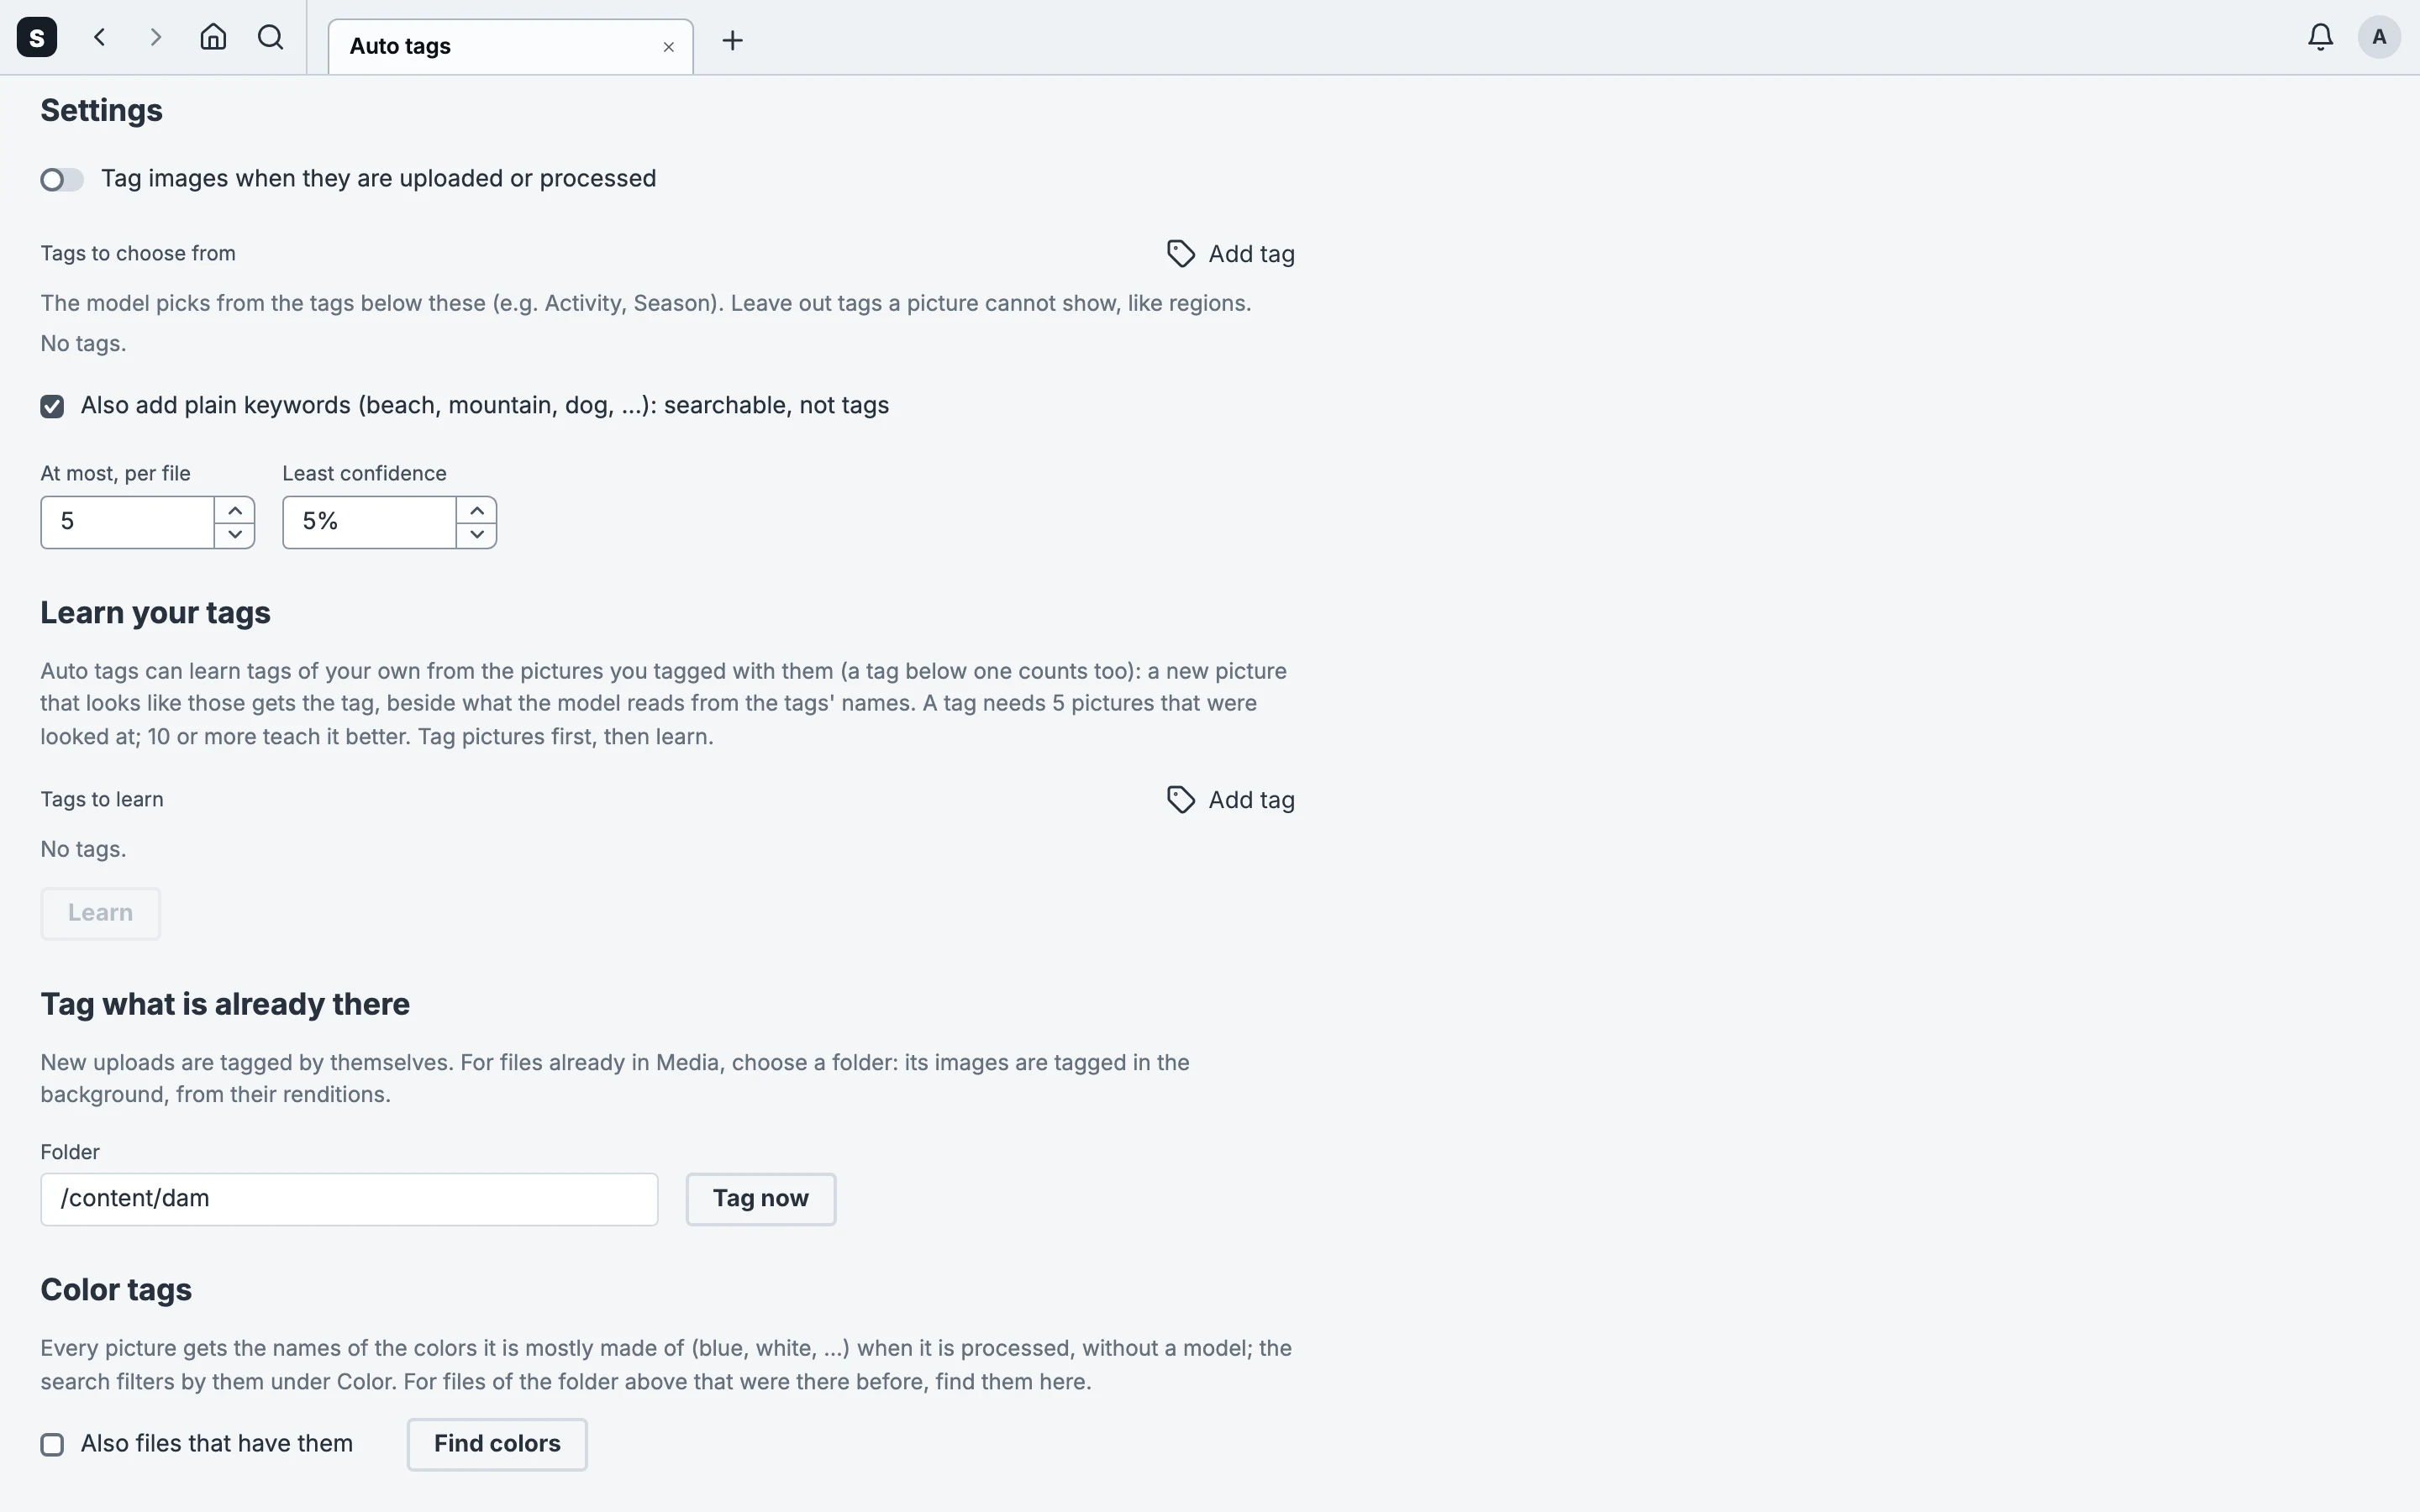 S
Auto tags
A
Settings
Tag images when they are uploaded or processed
Tags to choose from
Add tag
The model picks from the tags below these (e.g. Activity, Season). Leave out tags a picture cannot show, like regions.
No tags.
Also add plain keywords (beach, mountain, dog, ...): searchable, not tags
At most, per file
Least confidence
5
5%
Learn your tags
Auto tags can learn tags of your own from the pictures you tagged with them (a tag below one counts too): a new picture
that looks like those gets the tag, beside what the model reads from the tags' names. A tag needs 5 pictures that were
looked at; 10 or more teach it better. Tag pictures first, then learn.
Tags to learn
Add tag
No tags.
Learn
Tag what is already there
New uploads are tagged by themselves. For files already in Media, choose a folder: its images are tagged in the
background, from their renditions.
Folder
/content/dam
Tag now
Color tags
Every picture gets the names of the colors it is mostly made of (blue, white, ...) when it is processed, without a model; the
search filters by them under Color. For files of the folder above that were there before, find them here.
Also files that have them
Find colors